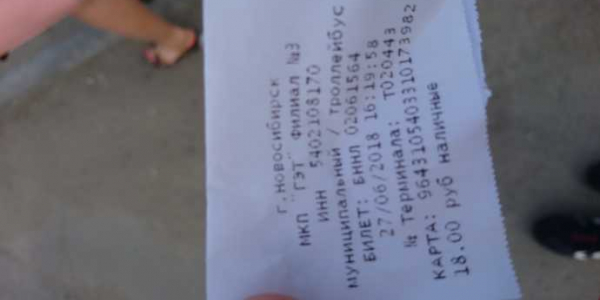 г. Новосибирск
МКП "ГЭТ" Филиал №3
ИНН 5402108170
муниципальный / троллейбус
БИЛЕТ: БННЛ 02061564
27/06/2018 16:19:58
№ Терминала: T020443
КАРТА: 9643105403310173982
18.00 руб наличные